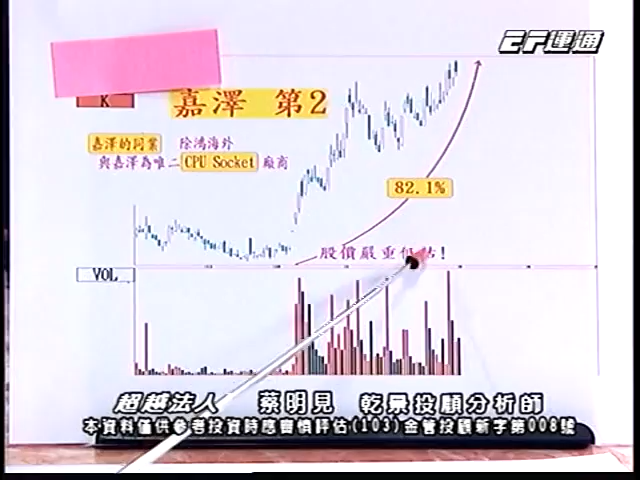 運通
K
嘉澤 第2
嘉澤的同業 除鴻海外
與嘉澤為唯二 CPU Socket 廠商
82.1%
股價嚴重低估!
VOL
超越法人 蔡明見 乾景投顧分析師
本資料僅供參考投資時應審慎評估(103)金管投顧新字第008號